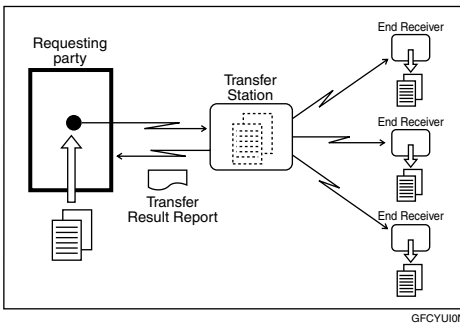 Requesting
party
Transfer
Station
Transfer
Result Report
End Receiver
End Receiver
End Receiver